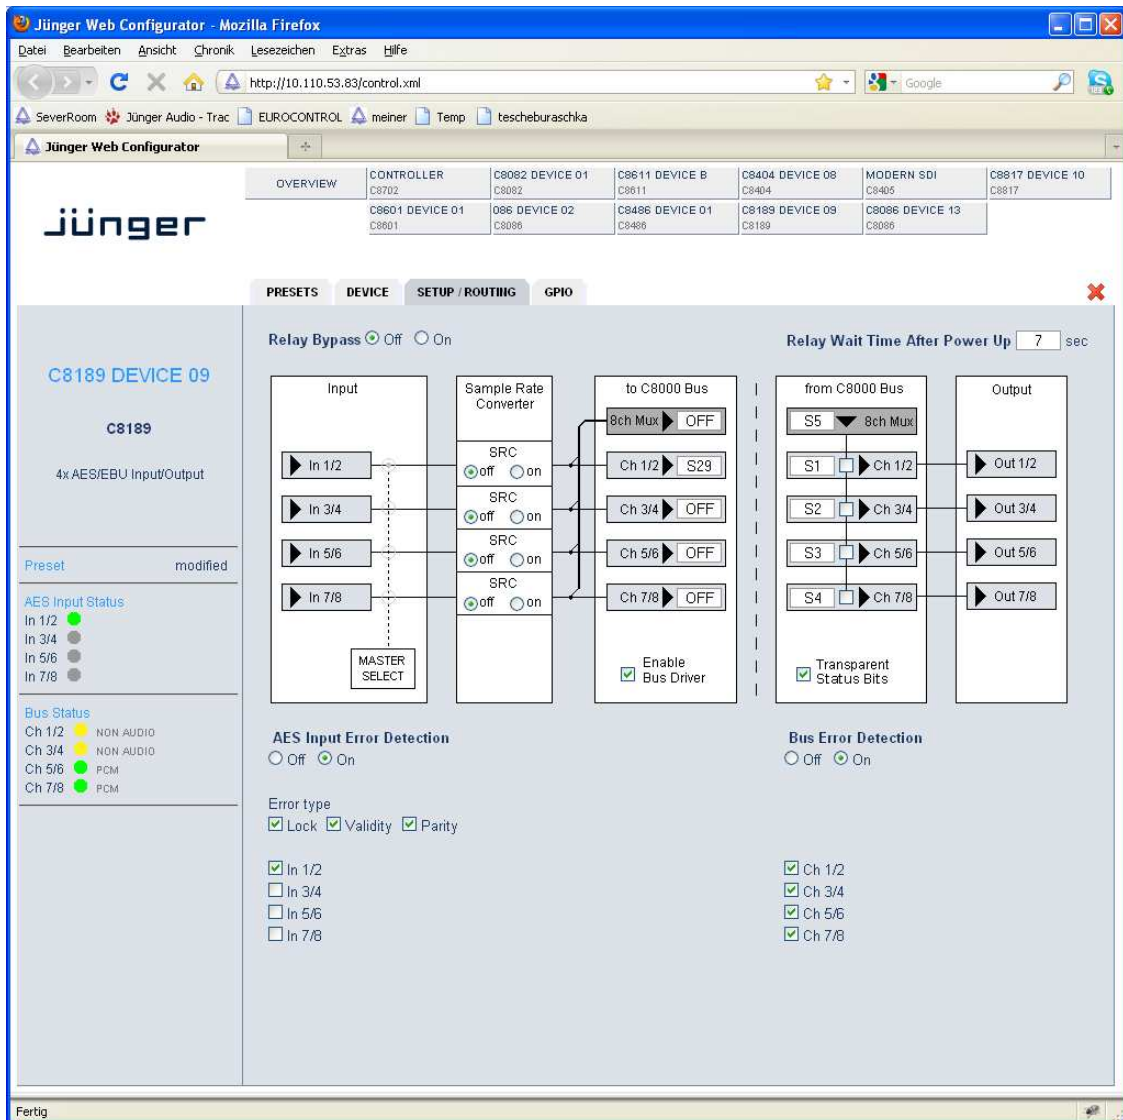 Jünger Web Configurator - Mozilla Firefox
Datei Bearbeiten Ansicht Chronik Lesezeichen Extras Hilfe
http://10.110.53.83/control.xml
Google
SeverRoom Jünger Audio - Trac EUROCONTROL meiner Temp tescheburaschka
Jünger Web Configurator
OVERVIEW
CONTROLLER C8082 DEVICE 01 C8611 DEVICE B C8404 DEVICE 08 MODERN SDI C8817 DEVICE 10
C8702 C8082 C8611 C8404 C8405 C8817
C8601 DEVICE 01 086 DEVICE 02 C8486 DEVICE 01 C8189 DEVICE 09 C8086 DEVICE 13
C8601 C8086 C8486 C8189 C8086
jünger
PRESETS DEVICE SETUP / ROUTING GPIO
C8189 DEVICE 09
C8189
4x AES/EBU Input/Output
Preset modified
AES Input Status
In 1/2
In 3/4
In 5/6
In 7/8
Bus Status
Ch 1/2 NON AUDIO
Ch 3/4 NON AUDIO
Ch 5/6 PCM
Ch 7/8 PCM
Relay Bypass Off On
Relay Wait Time After Power Up 7 sec
Input
In 1/2
In 3/4
In 5/6
In 7/8
MASTER
SELECT
Sample Rate
Converter
SRC
off on
SRC
off on
SRC
off on
SRC
off on
to C8000 Bus
8ch Mux OFF
Ch 1/2 S29
Ch 3/4 OFF
Ch 5/6 OFF
Ch 7/8 OFF
Enable
Bus Driver
from C8000 Bus
S5 8ch Mux
S1 Ch 1/2
S2 Ch 3/4
S3 Ch 5/6
S4 Ch 7/8
Transparent
Status Bits
Output
Out 1/2
Out 3/4
Out 5/6
Out 7/8
AES Input Error Detection
Off On
Error type
Lock Validity Parity
In 1/2
In 3/4
In 5/6
In 7/8
Bus Error Detection
Off On
Ch 1/2
Ch 3/4
Ch 5/6
Ch 7/8
Fertig